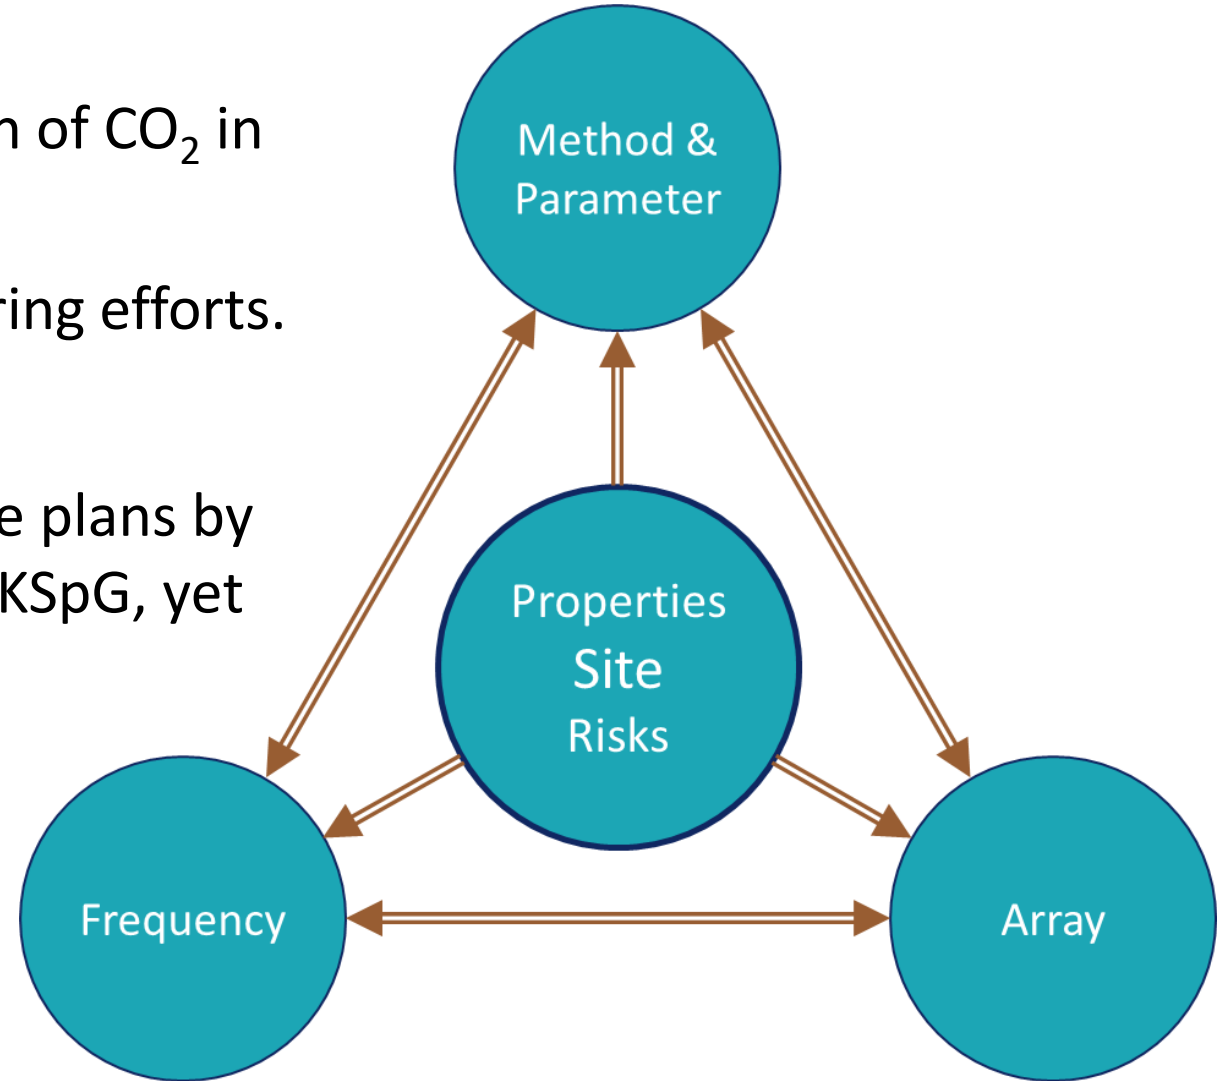 n of CO₂ in
ring efforts.
e plans by
KSpG, yet
Method &
Parameter
Properties
Site
Risks
Frequency
Array